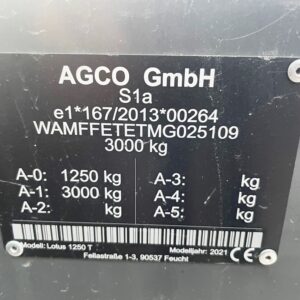 AGCO GmbH
S1a
e1*167/2013*00264
WAMFFETETMG025109
3000 kg
A-0: 1250 kg A-3: kg
A-1: 3000 kg A-4: kg
A-2: kg A-5: kg
Modell: Lotus 1250 T Modelljahr: 2021
Fellastraße 1-3, 90537 Feucht